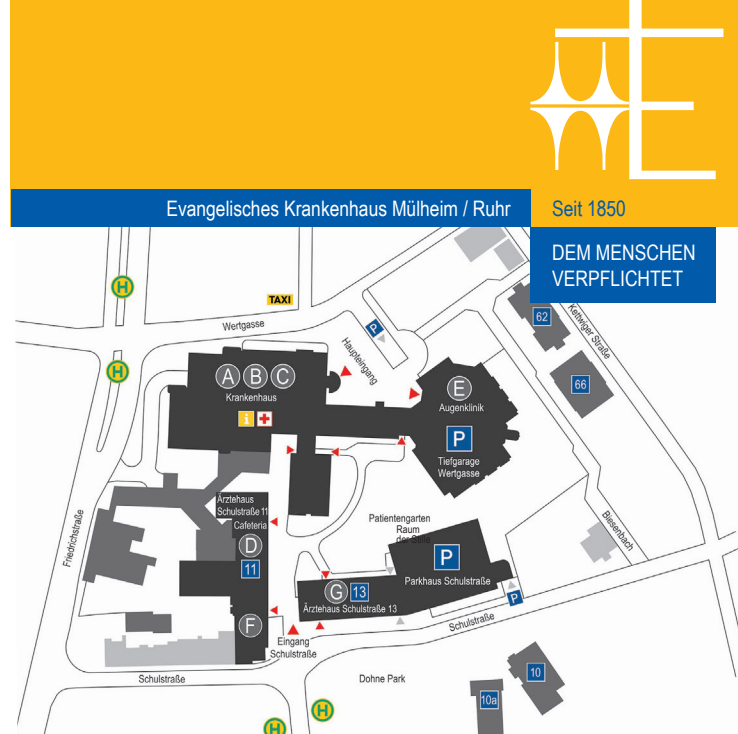 Evangelisches Krankenhaus Mülheim / Ruhr
Seit 1850
DEM MENSCHEN
VERPFLICHTET
H
TAXI
Wertgasse
P
Haupteingang
62
Kettwiger Straße
H
A B C
Krankenhaus
E
Augenklinik
66
i
P
Tiefgarage
Wertgasse
Ärztehaus
Schulstraße 11
Cafeteria
D
11
Friedrichstraße
Patientengarten
Raum
der Stille
Biesenbach
P
Parkhaus Schulstraße
G 13
Ärztehaus Schulstraße 13
P
F
Eingang
Schulstraße
Schulstraße
Schulstraße
Dohne Park
10
10a
H
H